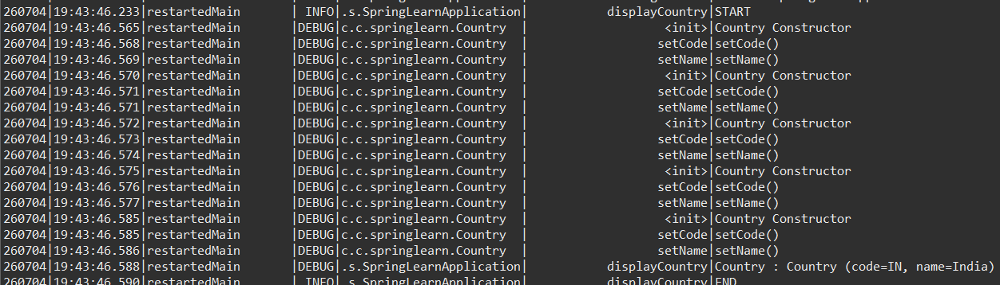 260704|19:43:46.233|restartedMain       | INFO|.s.SpringLearnApplication|           displayCountry|START
260704|19:43:46.565|restartedMain       |DEBUG|c.c.springlearn.Country  |                   <init>|Country Constructor
260704|19:43:46.568|restartedMain       |DEBUG|c.c.springlearn.Country  |                  setCode|setCode()
260704|19:43:46.569|restartedMain       |DEBUG|c.c.springlearn.Country  |                  setName|setName()
260704|19:43:46.570|restartedMain       |DEBUG|c.c.springlearn.Country  |                   <init>|Country Constructor
260704|19:43:46.571|restartedMain       |DEBUG|c.c.springlearn.Country  |                  setCode|setCode()
260704|19:43:46.571|restartedMain       |DEBUG|c.c.springlearn.Country  |                  setName|setName()
260704|19:43:46.572|restartedMain       |DEBUG|c.c.springlearn.Country  |                   <init>|Country Constructor
260704|19:43:46.573|restartedMain       |DEBUG|c.c.springlearn.Country  |                  setCode|setCode()
260704|19:43:46.574|restartedMain       |DEBUG|c.c.springlearn.Country  |                  setName|setName()
260704|19:43:46.575|restartedMain       |DEBUG|c.c.springlearn.Country  |                   <init>|Country Constructor
260704|19:43:46.576|restartedMain       |DEBUG|c.c.springlearn.Country  |                  setCode|setCode()
260704|19:43:46.577|restartedMain       |DEBUG|c.c.springlearn.Country  |                  setName|setName()
260704|19:43:46.585|restartedMain       |DEBUG|c.c.springlearn.Country  |                   <init>|Country Constructor
260704|19:43:46.585|restartedMain       |DEBUG|c.c.springlearn.Country  |                  setCode|setCode()
260704|19:43:46.586|restartedMain       |DEBUG|c.c.springlearn.Country  |                  setName|setName()
260704|19:43:46.588|restartedMain       |DEBUG|.s.SpringLearnApplication|           displayCountry|Country : Country (code=IN, name=India)
260704|19:43:46.590|restartedMain       | INFO|.s.SpringLearnApplication|           displayCountry|END